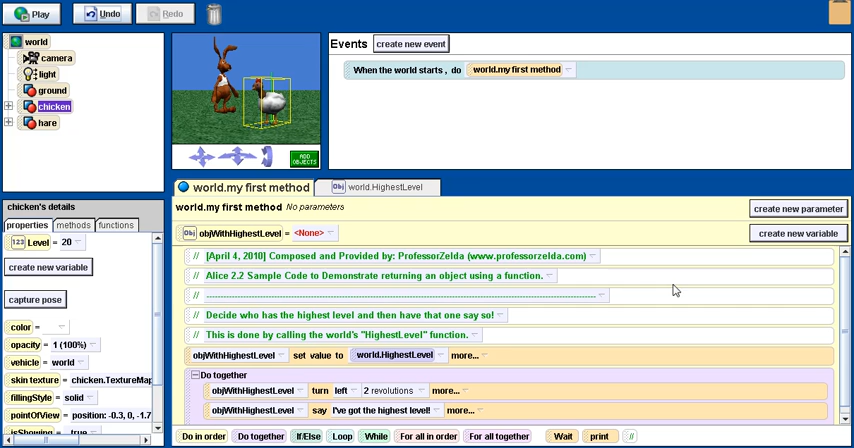 Play Undo Redo
world
camera
light
ground
chicken
hare
ADD OBJECTS
Events create new event
When the world starts, do world.my first method
chicken's details
properties methods functions
123 Level = 20
create new variable
capture pose
color =
opacity = 1 (100%)
vehicle = world
skin texture = chicken.TextureMap
fillingStyle = solid
pointOfView = position: -0.3, 0, -1.7
isShowing = true
world.my first method Obj world.HighestLevel
world.my first method No parameters create new parameter
Obj objWithHighestLevel = <None> create new variable
// [April 4, 2010] Composed and Provided by: ProfessorZelda (www.professorzelda.com)
// Alice 2.2 Sample Code to Demonstrate returning an object using a function.
// ------------------------------------------------------------
// Decide who has the highest level and then have that one say so!
// This is done by calling the world's "HighestLevel" function.
objWithHighestLevel set value to world.HighestLevel more...
Do together
objWithHighestLevel turn left 2 revolutions more...
objWithHighestLevel say I've got the highest level! more...
Do in order Do together If/Else Loop While For all in order For all together Wait print //